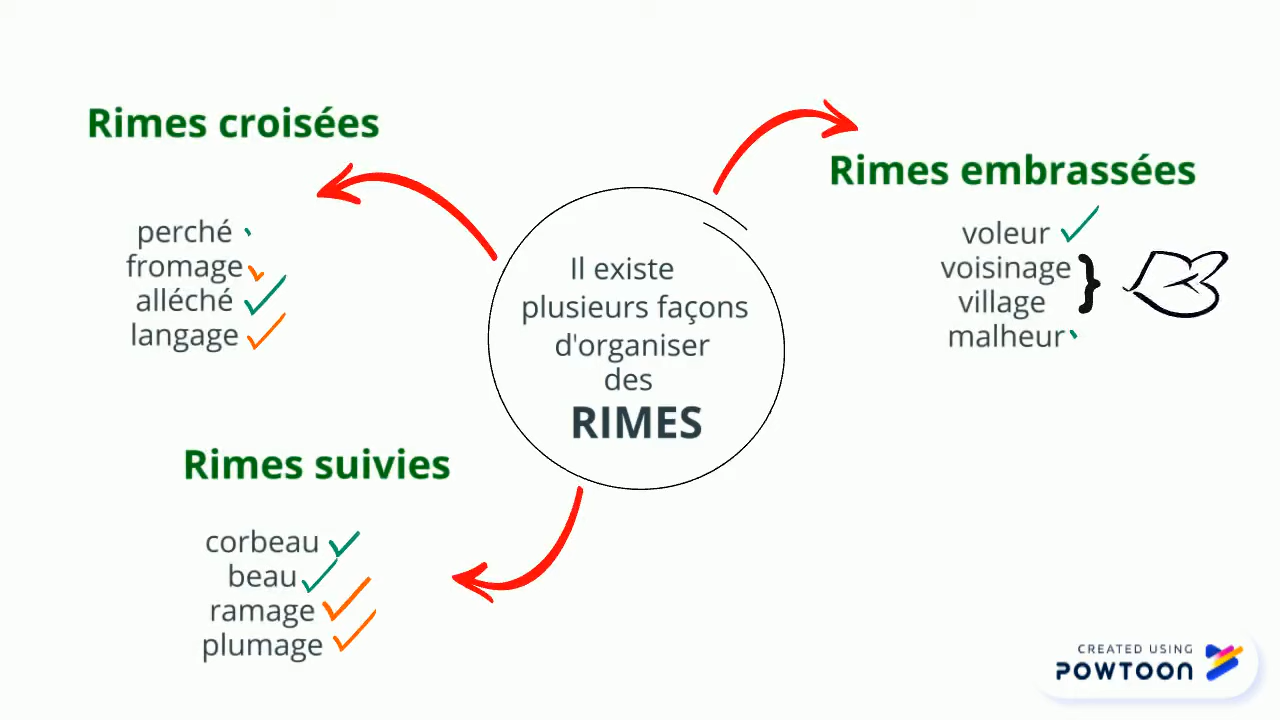 Rimes croisées
perché
fromage
alléché
langage
Il existe
plusieurs façons
d'organiser
des
RIMES
Rimes embrassées
voleur
voisinage
village
malheur
Rimes suivies
corbeau
beau
ramage
plumage
CREATED USING
POWTOON